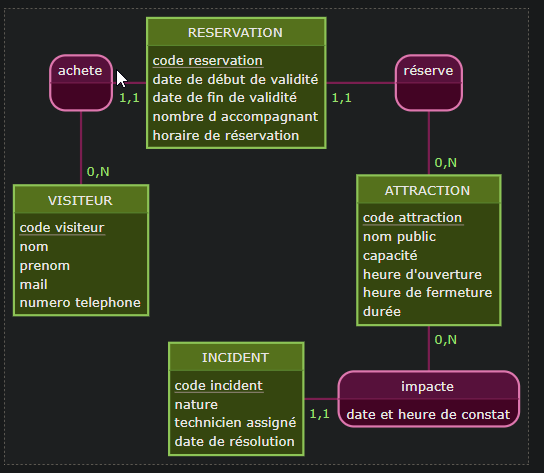 RESERVATION
code reservation
date de début de validité
date de fin de validité
nombre d accompagnant
horaire de réservation
achete
1,1
réserve
1,1
0,N
0,N
VISITEUR
code visiteur
nom
prenom
mail
numero telephone
ATTRACTION
code attraction
nom public
capacité
heure d'ouverture
heure de fermeture
durée
0,N
INCIDENT
code incident
nature
technicien assigné
date de résolution
1,1
impacte
date et heure de constat